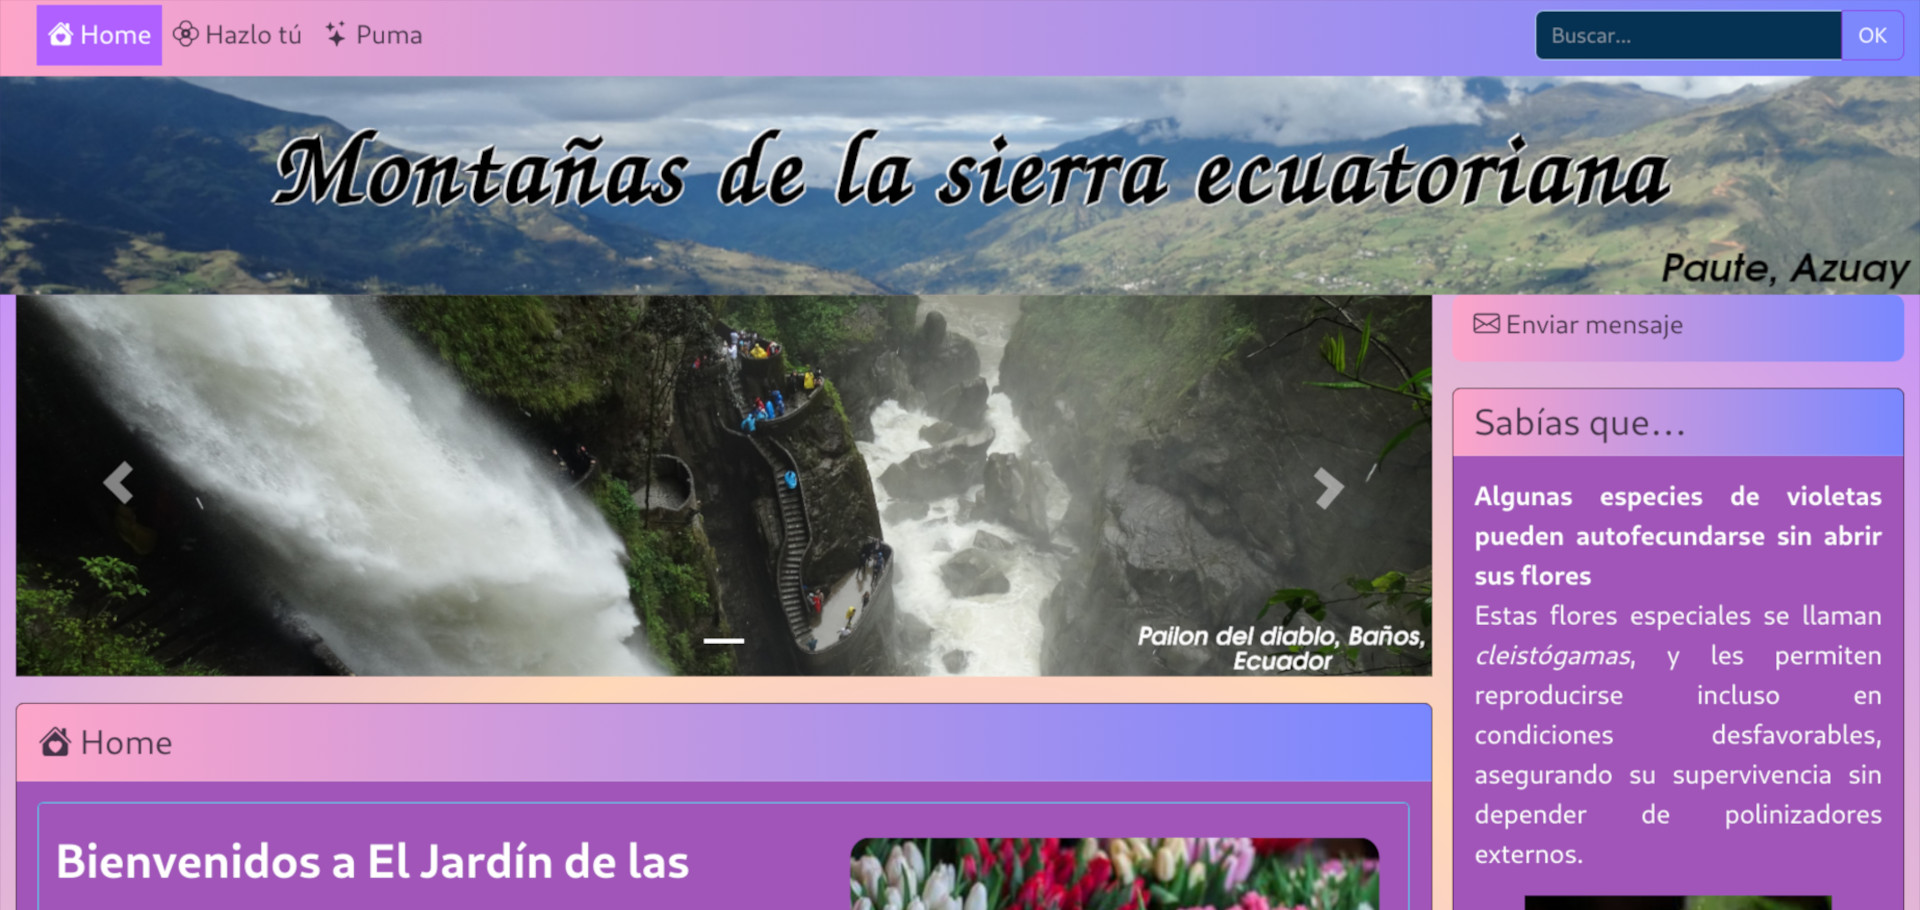 Home Hazlo tú Puma Buscar... OK
Montañas de la sierra ecuatoriana
Paute, Azuay
Pailon del diablo, Baños,
Ecuador
Home
Bienvenidos a El Jardín de las
Enviar mensaje
Sabías que...
Algunas especies de violetas
pueden autofecundarse sin abrir
sus flores
Estas flores especiales se llaman
cleistógamas, y les permiten
reproducirse incluso en
condiciones desfavorables,
asegurando su supervivencia sin
depender de polinizadores
externos.